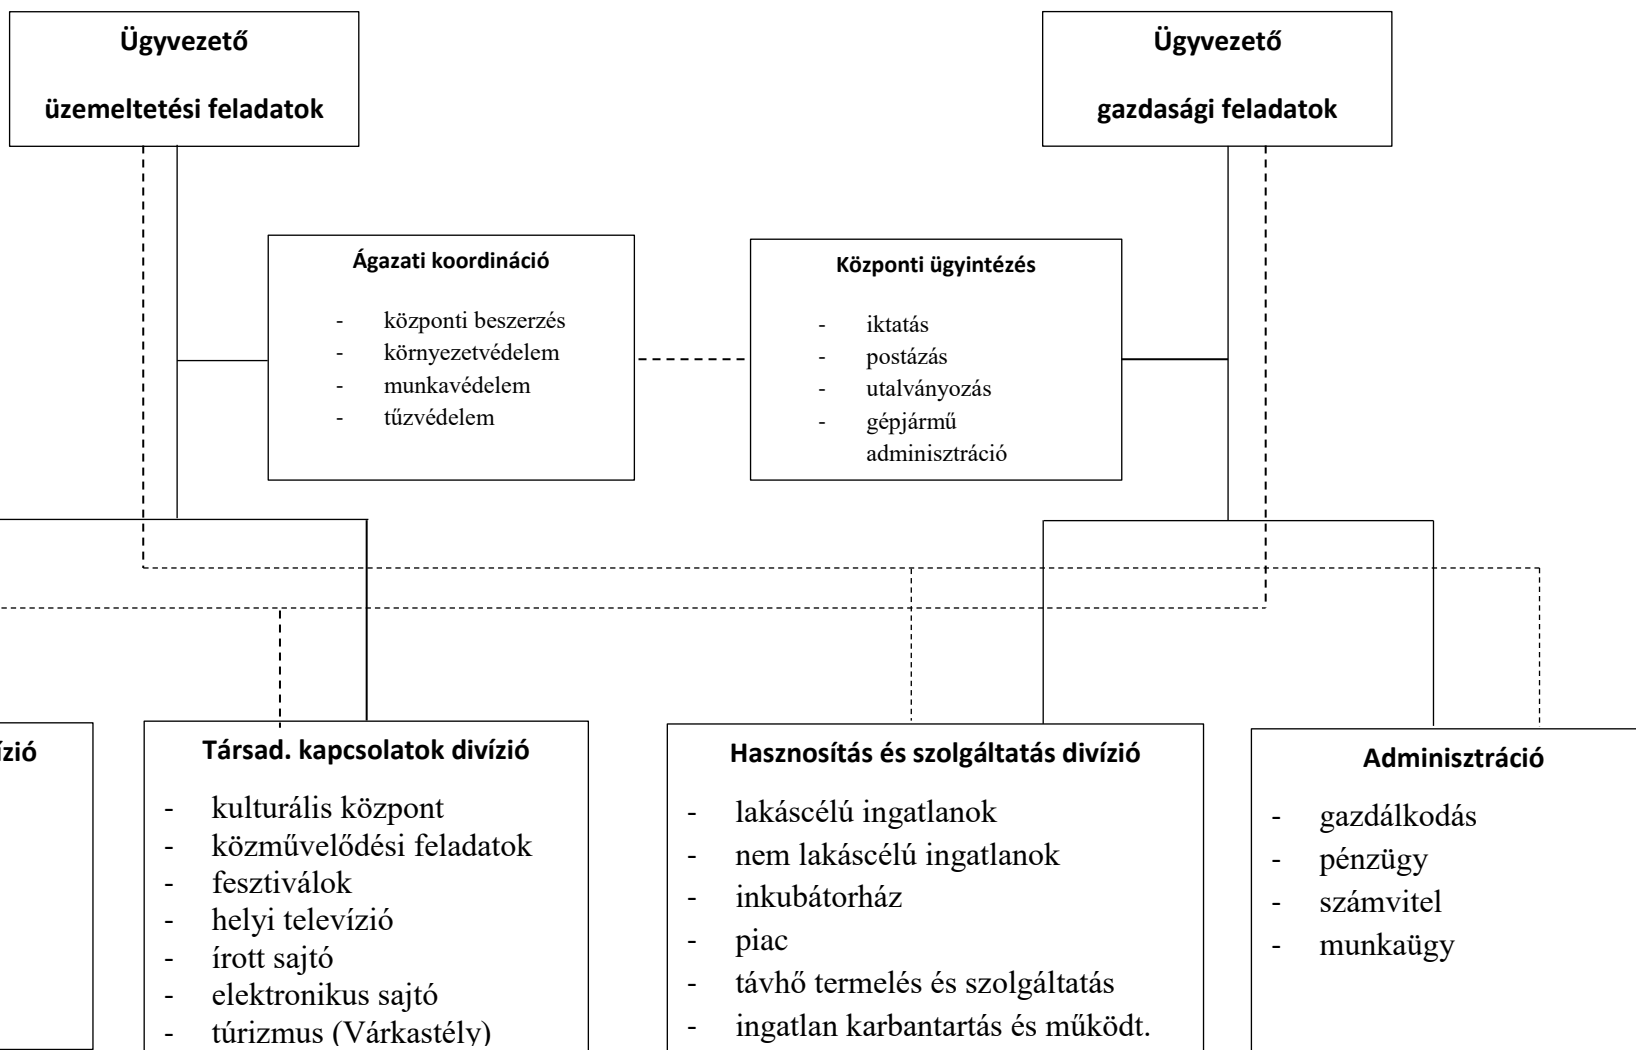 Ügyvezető
üzemeltetési feladatok
Ügyvezető
gazdasági feladatok
Ágazati koordináció
- központi beszerzés
- környezetvédelem
- munkavédelem
- tűzvédelem
Központi ügyintézés
- iktatás
- postázás
- utalványozás
- gépjármű
adminisztráció
ízió
Társad. kapcsolatok divízió
- kulturális központ
- közművelődési feladatok
- fesztiválok
- helyi televízió
- írott sajtó
- elektronikus sajtó
- túrizmus (Várkastély)
Hasznosítás és szolgáltatás divízió
- lakáscélú ingatlanok
- nem lakáscélú ingatlanok
- inkubátorház
- piac
- távhő termelés és szolgáltatás
- ingatlan karbantartás és működt.
Adminisztráció
- gazdálkodás
- pénzügy
- számvitel
- munkaügy